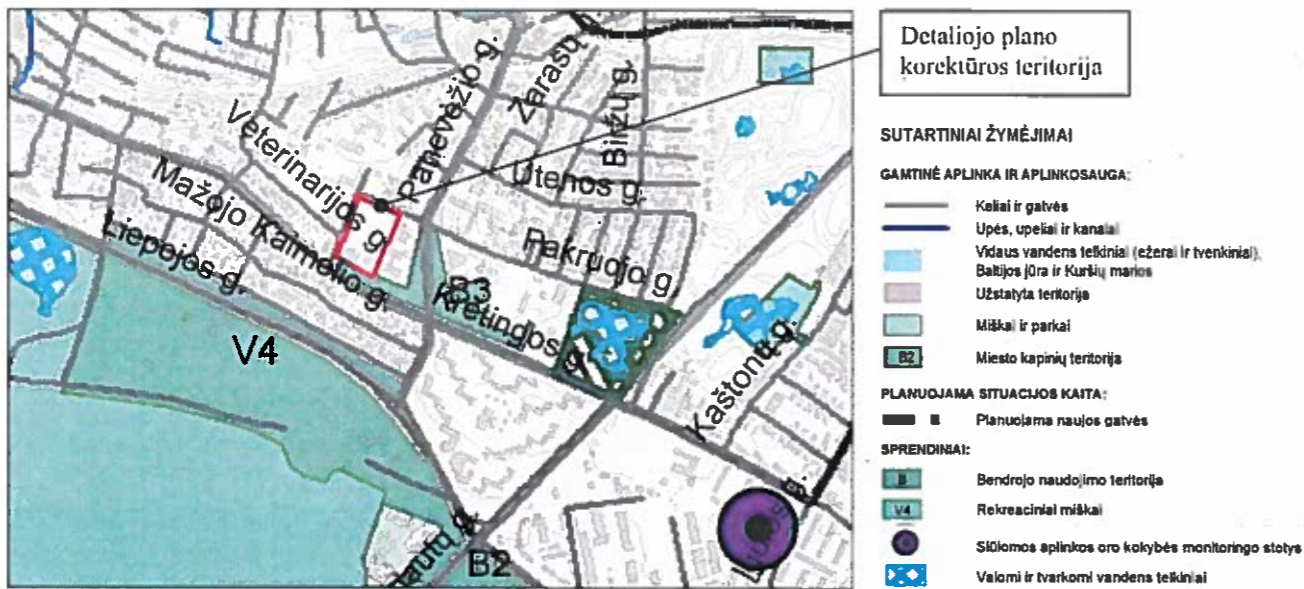 Detaliojo plano
korektūros teritorija
Veterinarijos g.
Panevėžio g.
Zarasų
Biržų g.
Utenos g.
Mažojo Kaimelio g.
Liepojos g.
Pakruojo g.
Kretingos g.
Kaštonų g.
V4
B2
SUTARTINIAI ŽYMĖJIMAI
GAMTINĖ APLINKA IR APLINKOSAUGA:
Keliai ir gatvės
Upės, upeliai ir kanalai
Vidaus vandens telkiniai (ežerai ir tvenkiniai),
Baltijos jūra ir Kuršių marios
Užstatyta teritorija
Miškai ir parkai
B2 Miesto kapinių teritorija
PLANUOJAMA SITUACIJOS KAITA:
Planuojama naujos gatvės
SPRENDINIAI:
B Bendrojo naudojimo teritorija
V4 Rekreaciniai miškai
Siūlomos aplinkos oro kokybės monitoringo stotys
Valomi ir tvarkomi vandens telkiniai